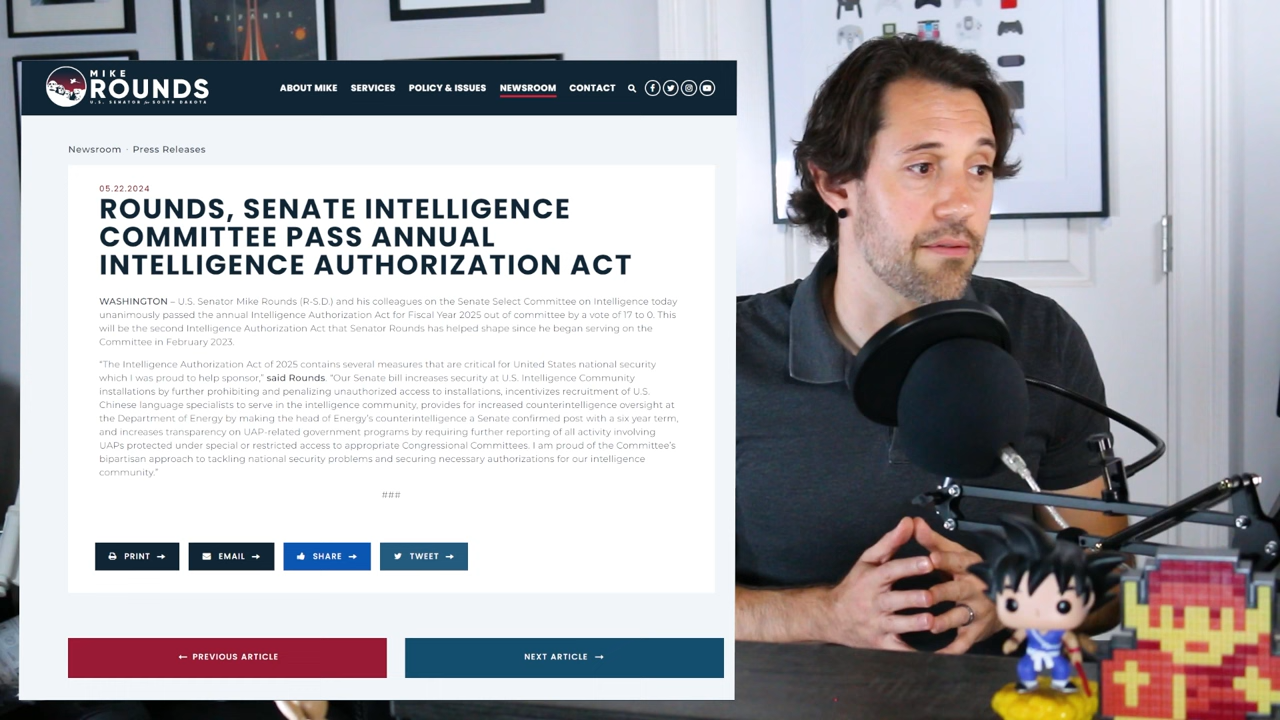 EXPANSE
MIKE
ROUNDS
U.S. SENATOR for SOUTH DAKOTA
ABOUT MIKE SERVICES POLICY & ISSUES NEWSROOM CONTACT
Newsroom · Press Releases
05.22.2024
ROUNDS, SENATE INTELLIGENCE
COMMITTEE PASS ANNUAL
INTELLIGENCE AUTHORIZATION ACT
WASHINGTON – U.S. Senator Mike Rounds (R-S.D.) and his colleagues on the Senate Select Committee on Intelligence today
unanimously passed the annual Intelligence Authorization Act for Fiscal Year 2025 out of committee by a vote of 17 to 0. This
will be the second Intelligence Authorization Act that Senator Rounds has helped shape since he began serving on the
Committee in February 2023.
“The Intelligence Authorization Act of 2025 contains several measures that are critical for United States national security
which I was proud to help sponsor,” said Rounds. “Our Senate bill increases security at U.S. Intelligence Community
installations by further prohibiting and penalizing unauthorized access to installations, incentivizes recruitment of U.S.
Chinese language specialists to serve in the intelligence community, provides for increased counterintelligence oversight at
the Department of Energy by making the head of Energy’s counterintelligence a Senate confirmed post with a six year term,
and increases transparency on UAP-related government programs by requiring further reporting of all activity involving
UAPs protected under special or restricted access to appropriate Congressional Committees. I am proud of the Committee’s
bipartisan approach to tackling national security problems and securing necessary authorizations for our intelligence
community.”
###
PRINT → EMAIL → SHARE → TWEET →
← PREVIOUS ARTICLE NEXT ARTICLE →